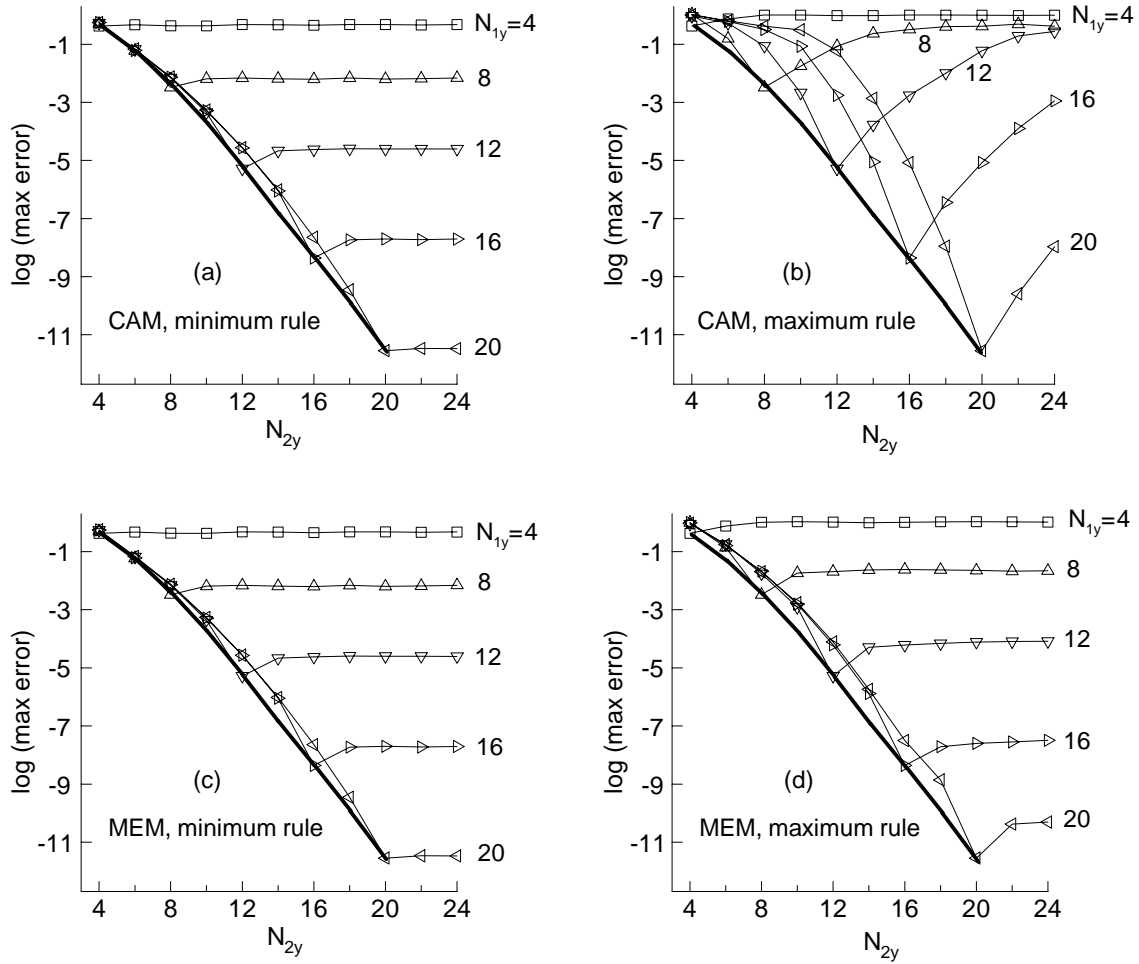 -1
-3
-5
-7
-9
-11
log (max error)
N1y=4
8
12
16
20
(a)
CAM, minimum rule
4 8 12 16 20 24
N2y
-1
-3
-5
-7
-9
-11
log (max error)
N1y=4
8
12
16
20
(b)
CAM, maximum rule
4 8 12 16 20 24
N2y
-1
-3
-5
-7
-9
-11
log (max error)
N1y=4
8
12
16
20
(c)
MEM, minimum rule
4 8 12 16 20 24
N2y
-1
-3
-5
-7
-9
-11
log (max error)
N1y=4
8
12
16
20
(d)
MEM, maximum rule
4 8 12 16 20 24
N2y